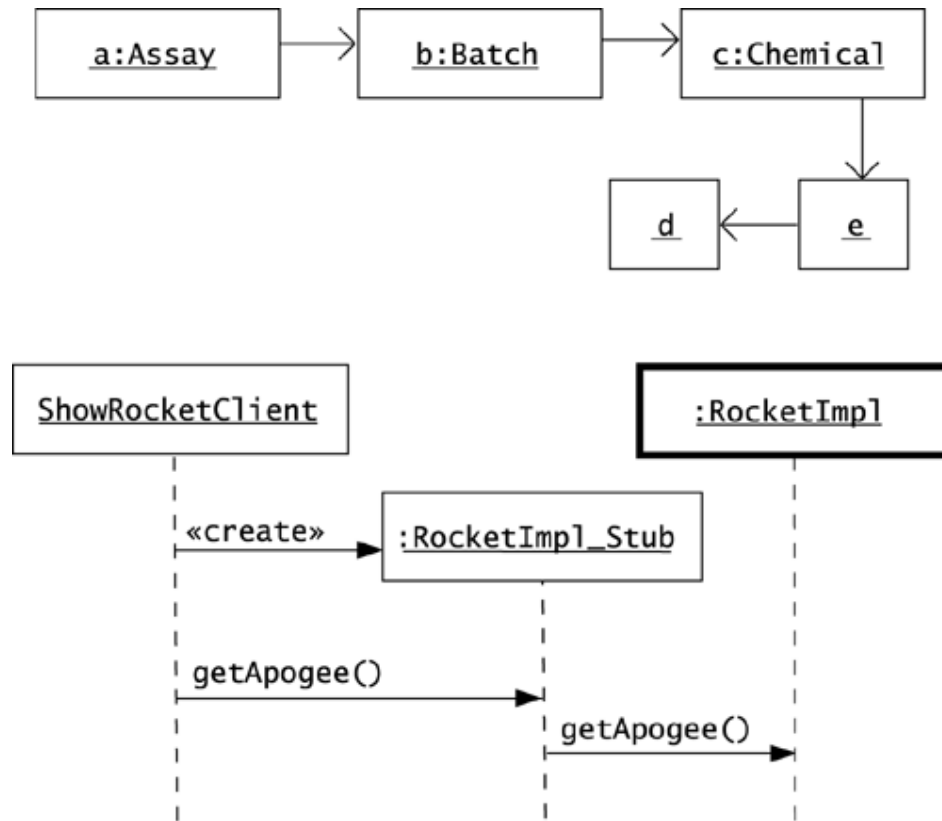 a:Assay
b:Batch
c:Chemical
d
e
ShowRocketClient
:RocketImpl
«create»
:RocketImpl_Stub
getApogee()
getApogee()